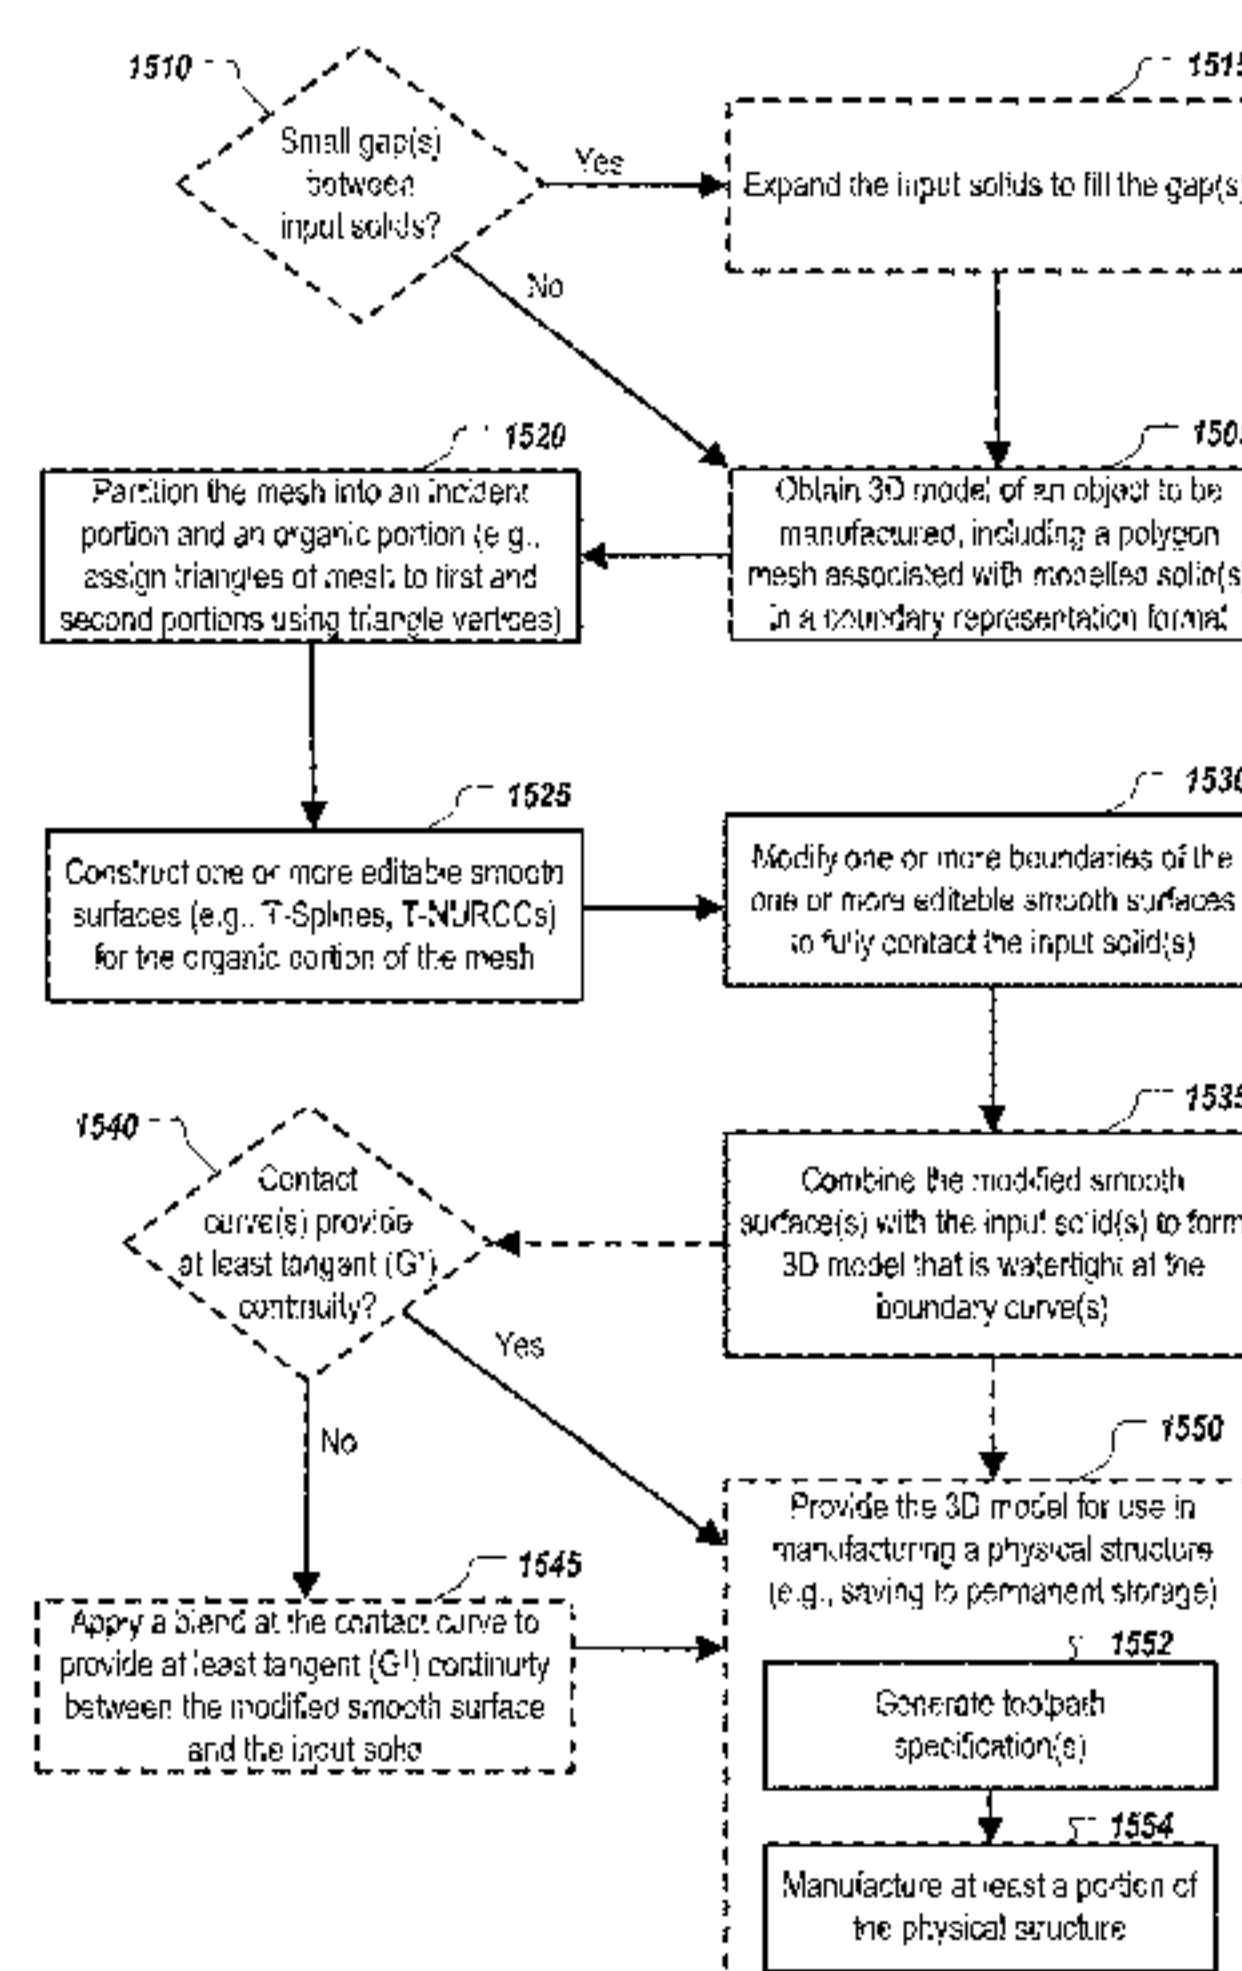 1510
Small gap(s)
between
input solids?
Yes
No
1515
Expand the input solids to fill the gap(s)
1505
Obtain 3D model of an object to be
manufactured, including a polygon
mesh associated with modelled solid(s)
in a boundary representation format
1520
Partition the mesh into an incident
portion and an organic portion (e.g.,
assign triangles of mesh to first and
second portions using triangle vertices)
1525
Construct one or more editable smooth
surfaces (e.g., T-Splines, T-NURCCs)
for the organic portion of the mesh
1530
Modify one or more boundaries of the
one or more editable smooth surfaces
to fully contact the input solid(s)
1535
Combine the modified smooth
surface(s) with the input solid(s) to form
3D model that is watertight at the
boundary curve(s)
1540
Contact
curve(s) provide
at least tangent (G¹)
continuity?
Yes
No
1545
Apply a blend at the contact curve to
provide at least tangent (G¹) continuity
between the modified smooth surface
and the input solid
1550
Provide the 3D model for use in
manufacturing a physical structure
(e.g., saving to permanent storage)
1552
Generate toolpath
specification(s)
1554
Manufacture at least a portion of
the physical structure